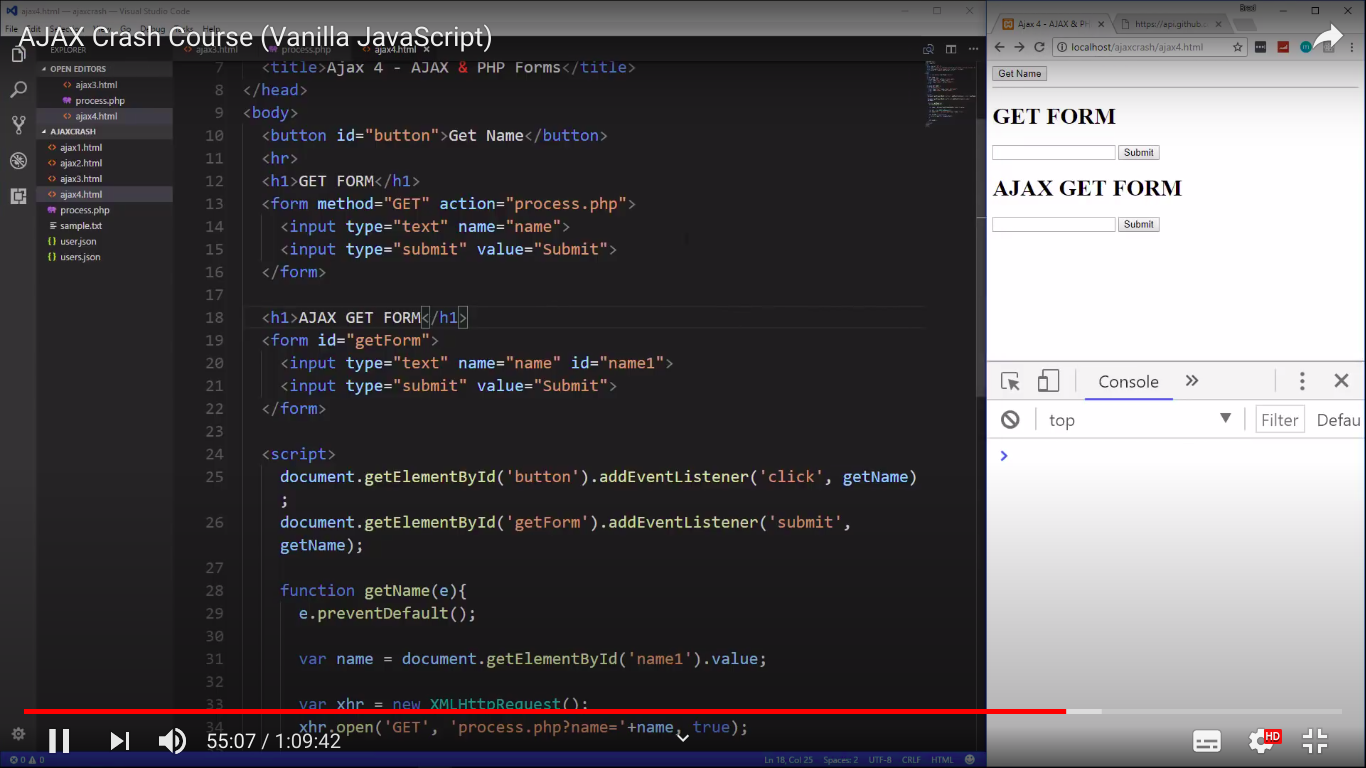 ajax4.html — ajaxcrash — Visual Studio Code
AJAX Crash Course (Vanilla JavaScript)
EXPLORER
OPEN EDITORS
ajax3.html
process.php
ajax4.html
AJAXCRASH
ajax1.html
ajax2.html
ajax3.html
ajax4.html
process.php
sample.txt
user.json
users.json
ajax3.html process.php ajax4.html
7 <title>Ajax 4 - AJAX & PHP Forms</title>
8 </head>
9 <body>
10 <button id="button">Get Name</button>
11 <hr>
12 <h1>GET FORM</h1>
13 <form method="GET" action="process.php">
14 <input type="text" name="name">
15 <input type="submit" value="Submit">
16 </form>
17
18 <h1>AJAX GET FORM</h1>
19 <form id="getForm">
20 <input type="text" name="name" id="name1">
21 <input type="submit" value="Submit">
22 </form>
23
24 <script>
25 document.getElementById('button').addEventListener('click', getName)
;
26 document.getElementById('getForm').addEventListener('submit',
getName);
27
28 function getName(e){
29 e.preventDefault();
30
31 var name = document.getElementById('name1').value;
32
33 var xhr = new XMLHttpRequest();
34 xhr.open('GET', 'process.php?name='+name, true);
Brad
Ajax 4 - AJAX & PH
https://api.github.
localhost/ajaxcrash/ajax4.html
Get Name
GET FORM
Submit
AJAX GET FORM
Submit
Console
top
Filter
Defau
55:07 / 1:09:42
HD
0 0
Ln 18, Col 25 Spaces: 2 UTF-8 CRLF HTML